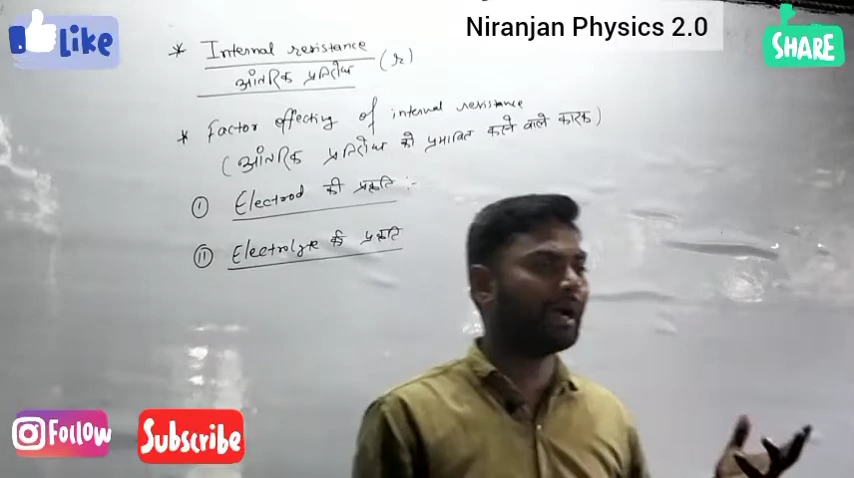 Niranjan Physics 2.0
Like
SHARE
* Internal resistance
आंतरिक प्रतिरोध (r)
* Factor effecting of internal resistance
(आंतरिक प्रतिरोध को प्रभावित करने वाले कारक)
(i) Electrod की प्रकृति :-
(ii) Electrolyte की प्रकृति
Follow
Subscribe